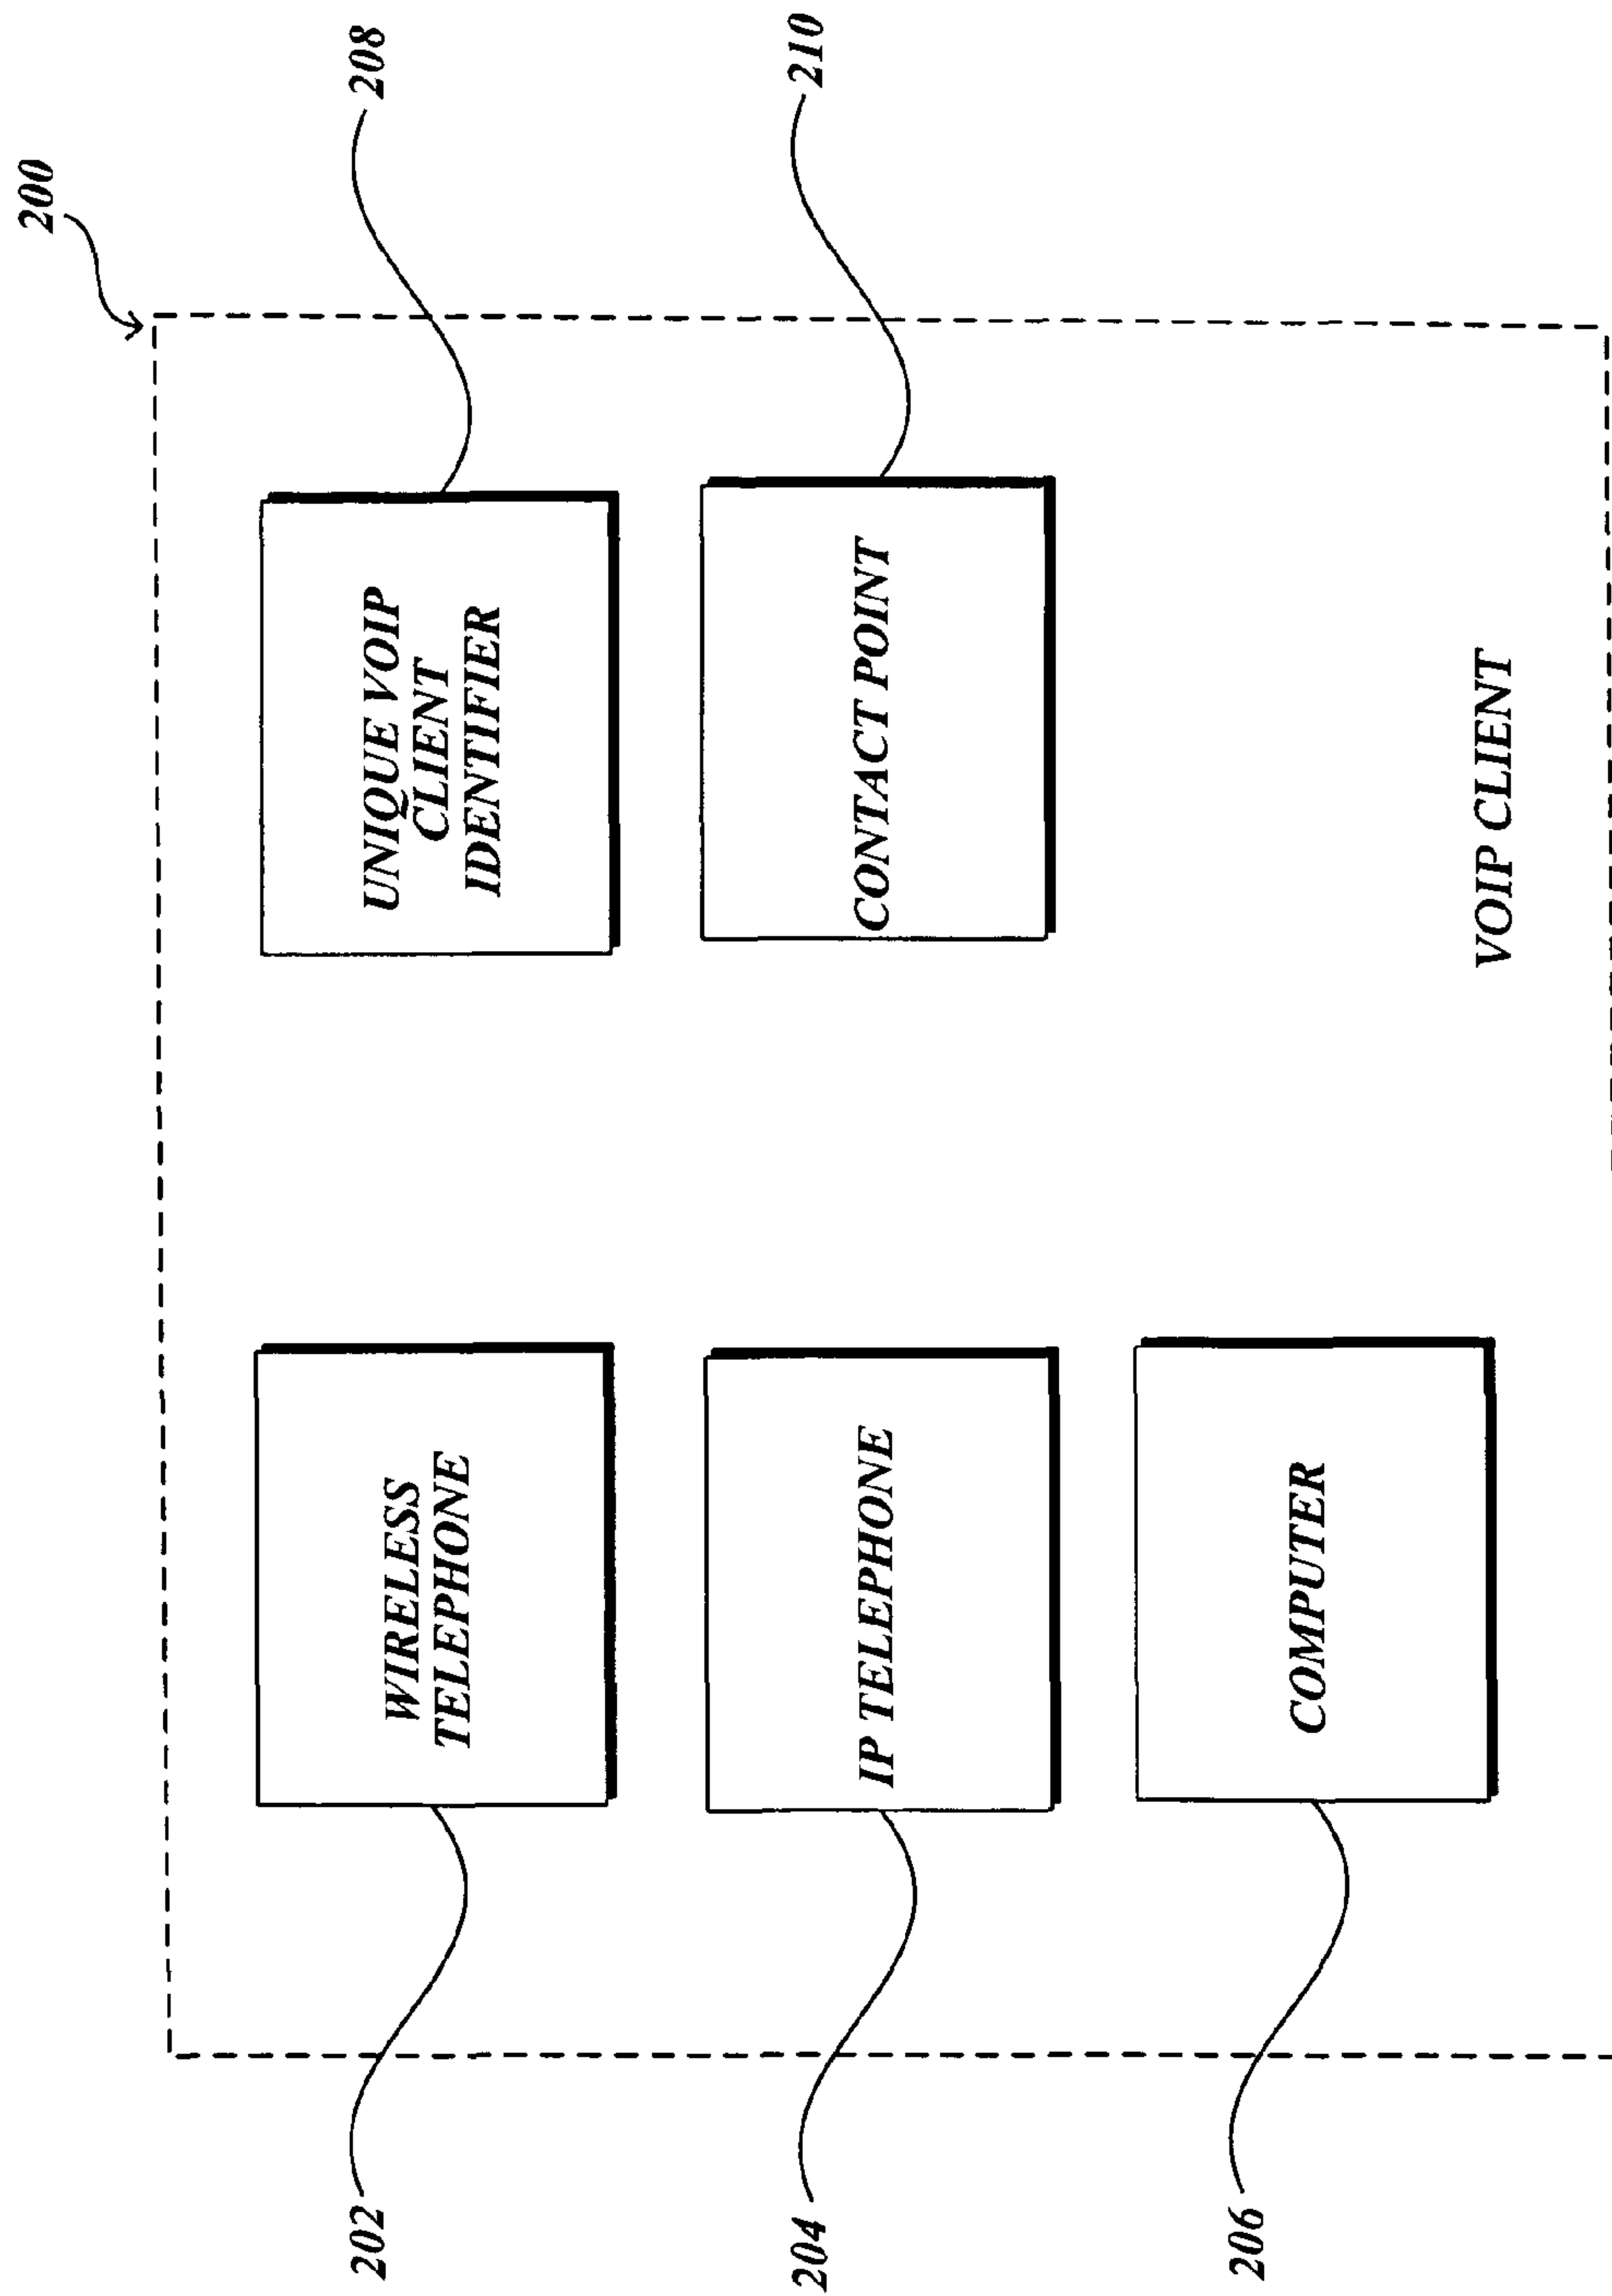 200
202
WIRELESS
TELEPHONE
UNIQUE VOIP
CLIENT
IDENTIFIER
208
204
IP TELEPHONE
CONTACT POINT
210
206
COMPUTER
VOIP CLIENT